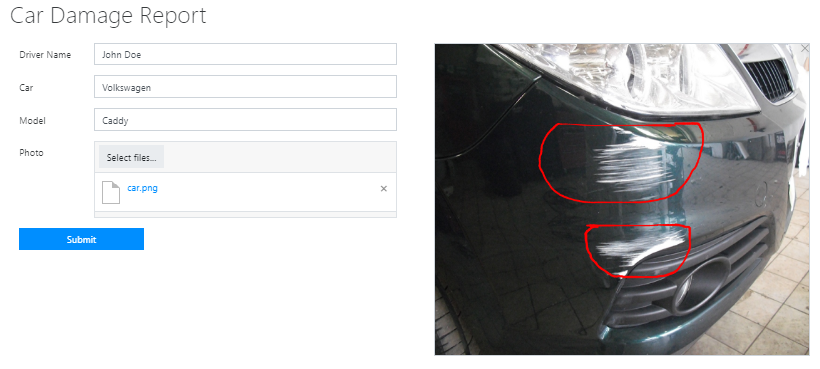 Car Damage Report
Driver Name
John Doe
Car
Volkswagen
Model
Caddy
Photo
Select files...
car.png
Submit